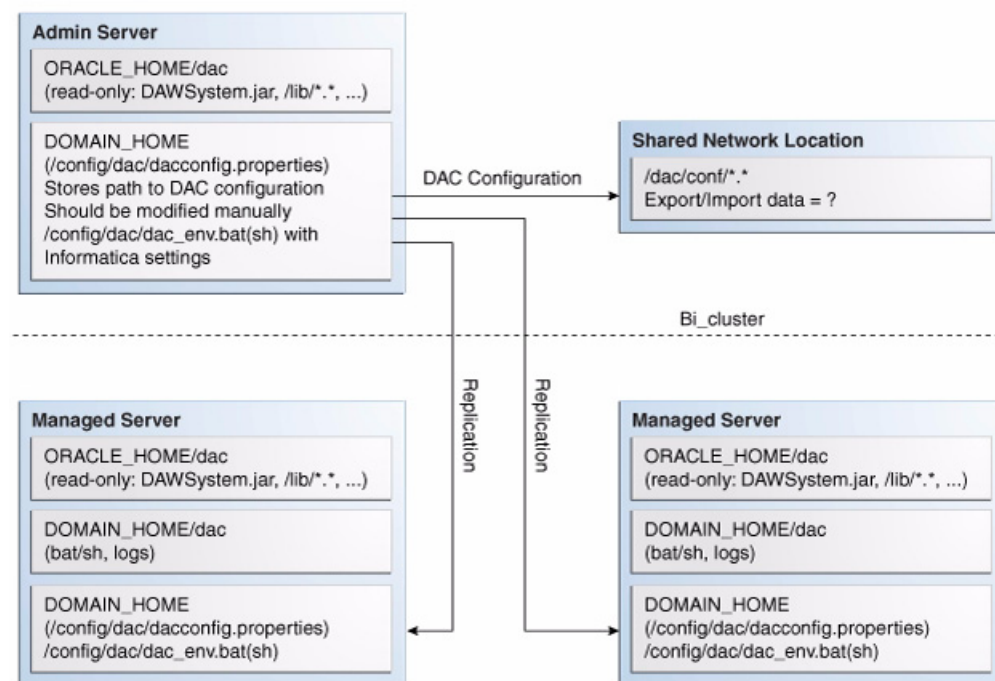 Admin Server
ORACLE_HOME/dac
(read-only: DAWSystem.jar, /lib/*.*, ...)
DOMAIN_HOME
(/config/dac/dacconfig.properties)
Stores path to DAC configuration
Should be modified manually
/config/dac/dac_env.bat(sh) with
Informatica settings
DAC Configuration
Shared Network Location
/dac/conf/*.*
Export/Import data = ?
Bi_cluster
Replication
Replication
Managed Server
ORACLE_HOME/dac
(read-only: DAWSystem.jar, /lib/*.*, ...)
DOMAIN_HOME/dac
(bat/sh, logs)
DOMAIN_HOME
(/config/dac/dacconfig.properties)
/config/dac/dac_env.bat(sh)
Managed Server
ORACLE_HOME/dac
(read-only: DAWSystem.jar, /lib/*.*, ...)
DOMAIN_HOME/dac
(bat/sh, logs)
DOMAIN_HOME
(/config/dac/dacconfig.properties)
/config/dac/dac_env.bat(sh)